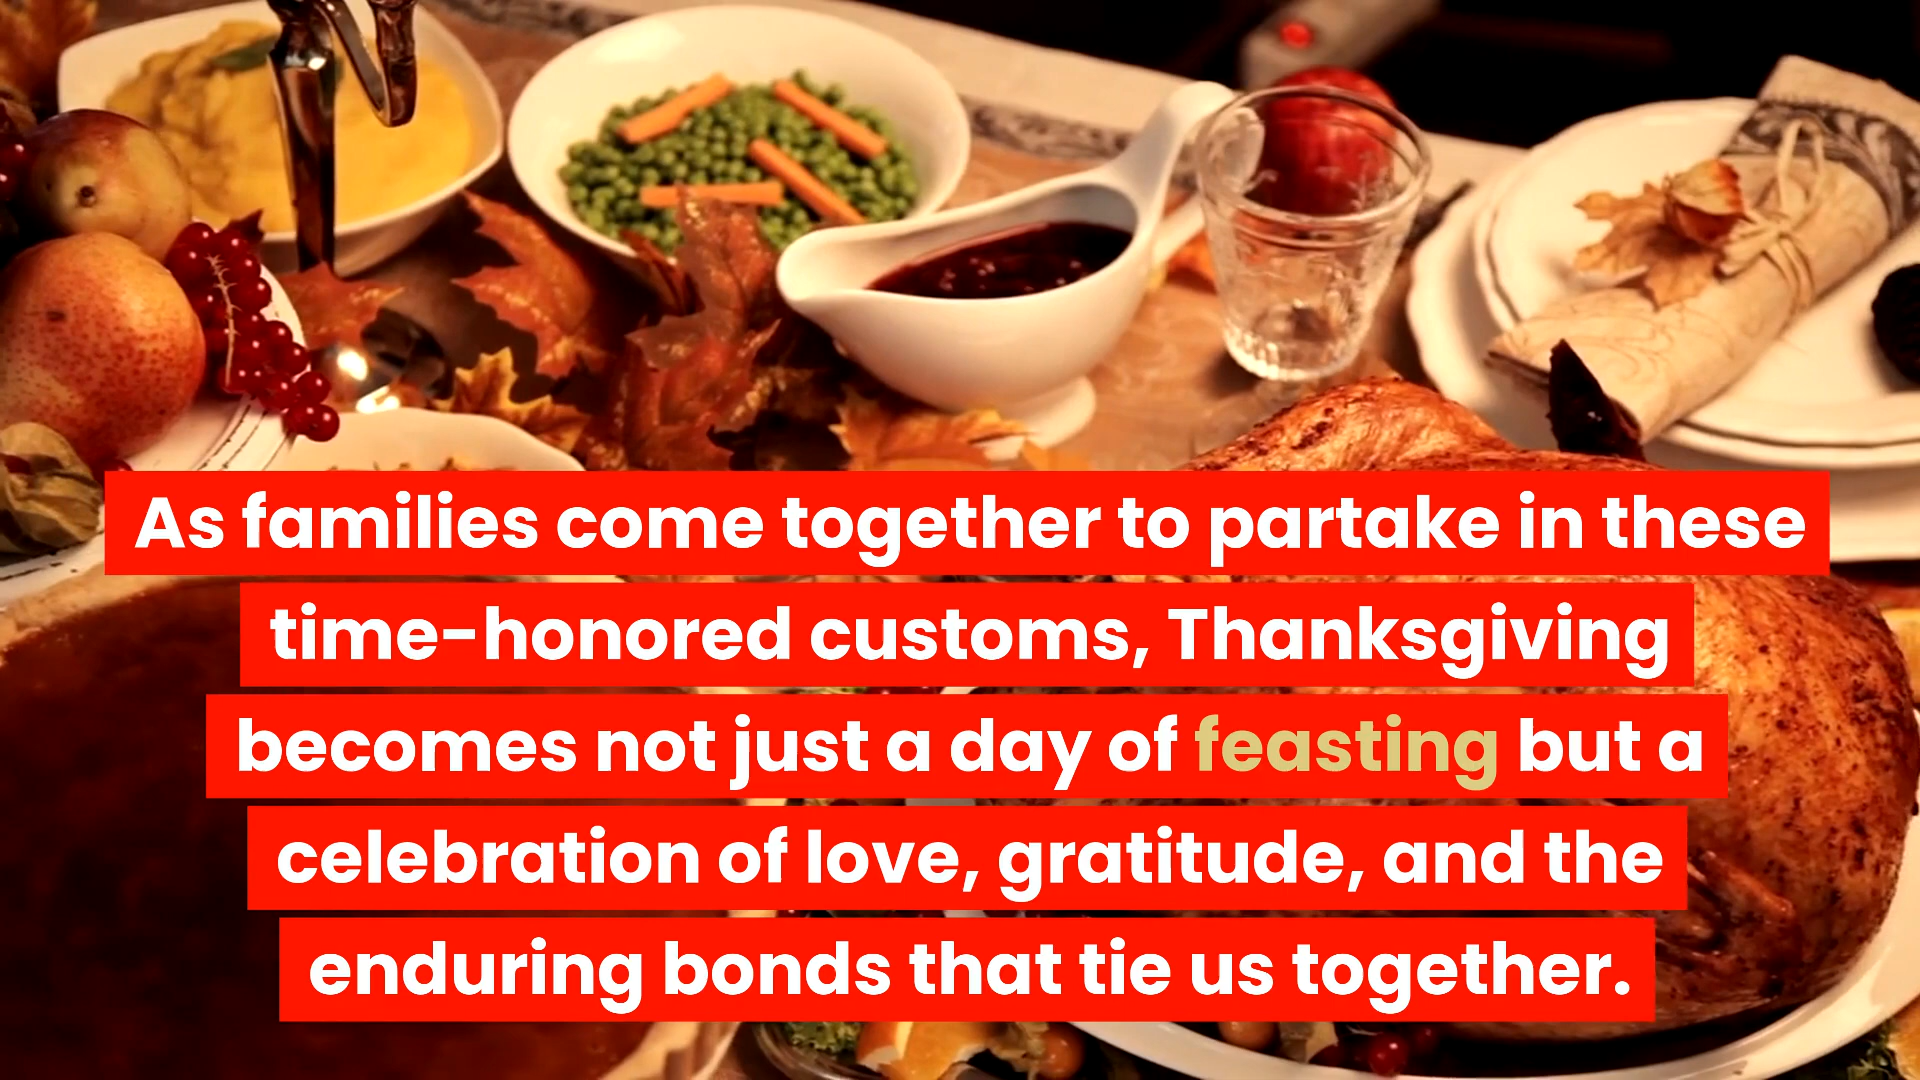 As families come together to partake in these
time-honored customs, Thanksgiving
becomes not just a day of feasting but a
celebration of love, gratitude, and the
enduring bonds that tie us together.